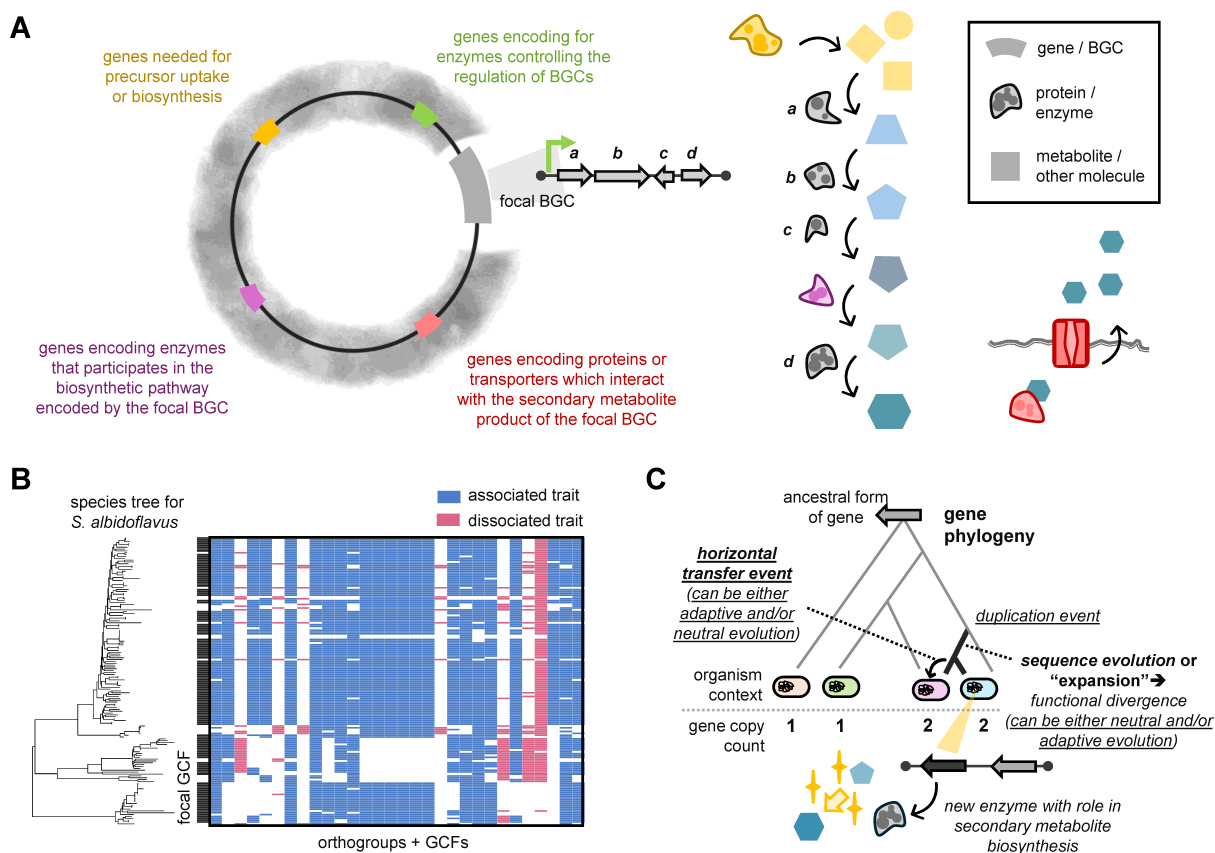 A
genes needed for
precursor uptake
or biosynthesis
genes encoding for
enzymes controlling the
regulation of BGCs
a b c d
focal BGC
genes encoding enzymes
that participates in the
biosynthetic pathway
encoded by the focal BGC
genes encoding proteins or
transporters which interact
with the secondary metabolite
product of the focal BGC
a
b
c
d
gene / BGC
protein /
enzyme
metabolite /
other molecule
B
species tree for
S. albidoflavus
associated trait
dissociated trait
focal GCF
orthogroups + GCFs
C
ancestral form
of gene
gene
phylogeny
horizontal
transfer event
(can be either
adaptive and/or
neutral evolution)
duplication event
sequence evolution or
“expansion”➔
functional divergence
(can be either neutral and/or
adaptive evolution)
organism
context
gene copy
count
1 1 2 2
new enzyme with role in
secondary metabolite
biosynthesis